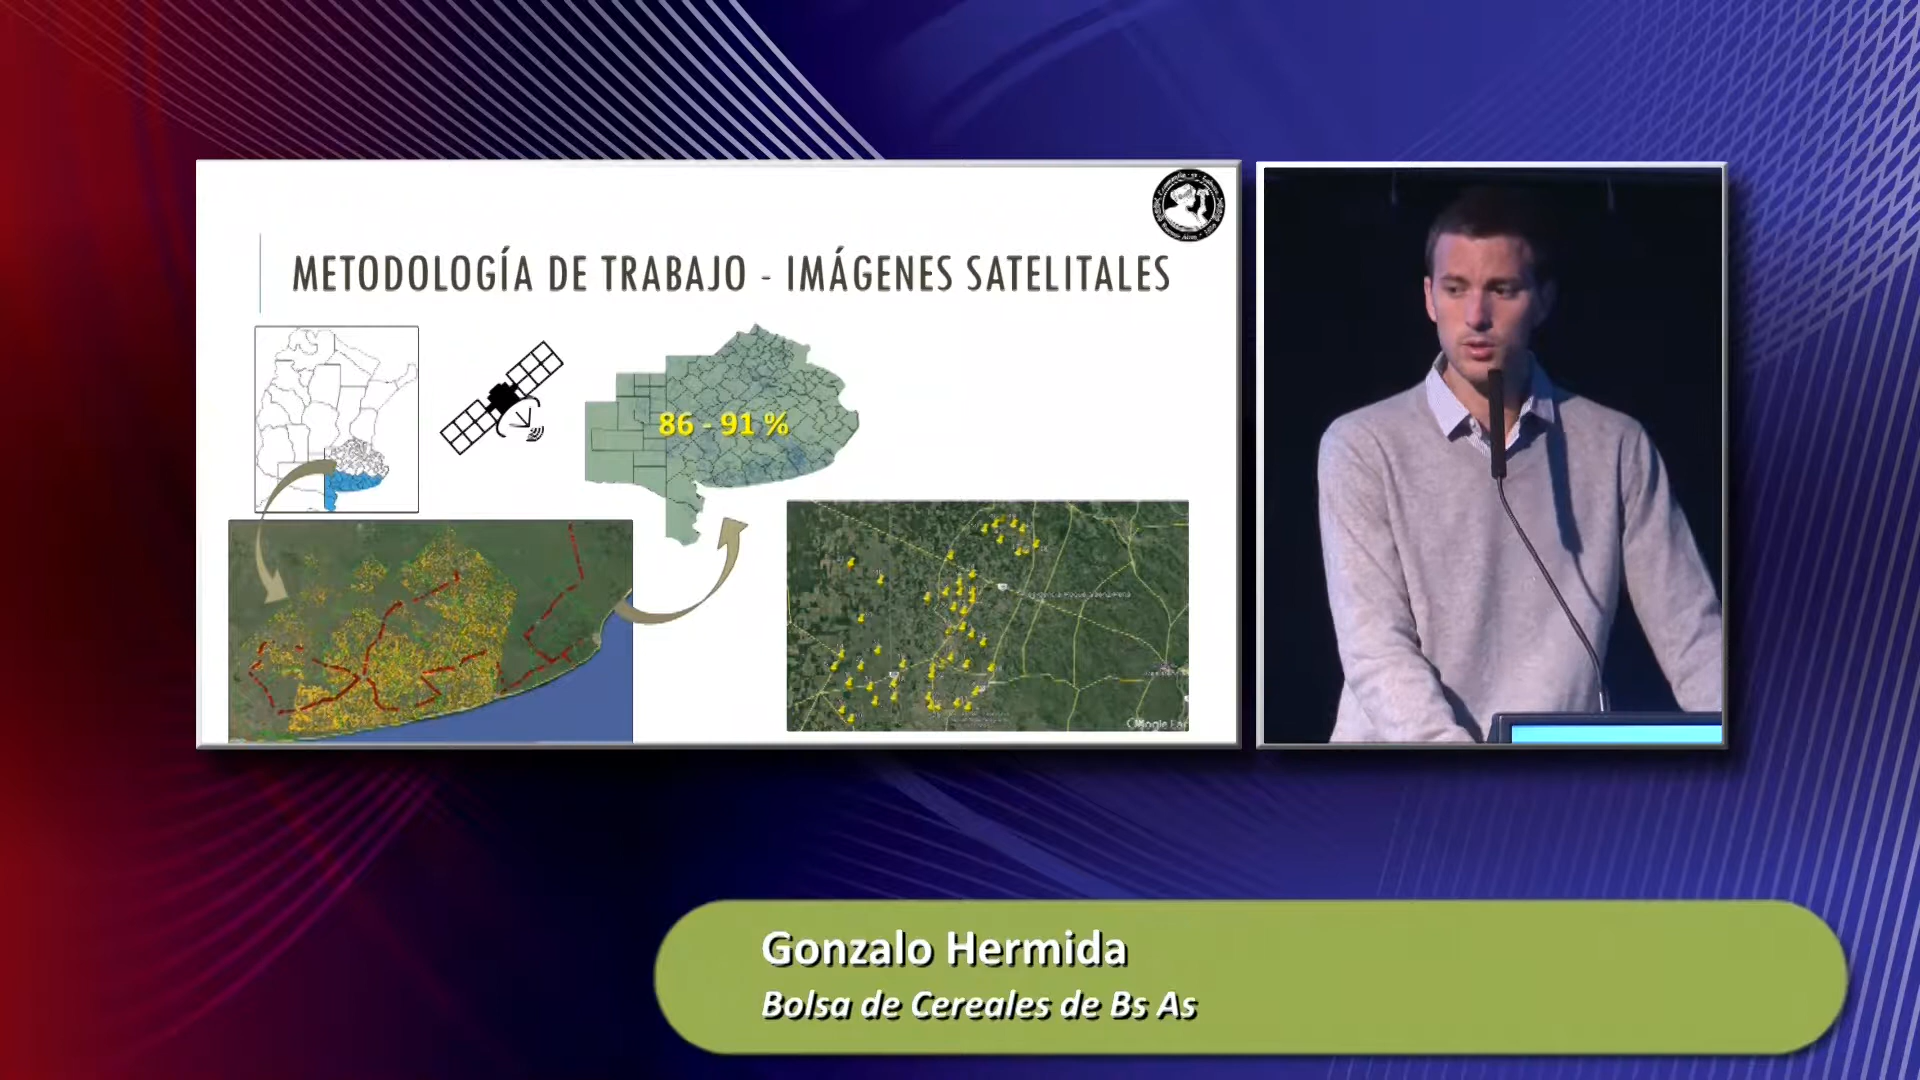 METODOLOGÍA DE TRABAJO - IMÁGENES SATELITALES
86 - 91 %
Gonzalo Hermida
Bolsa de Cereales de Bs As